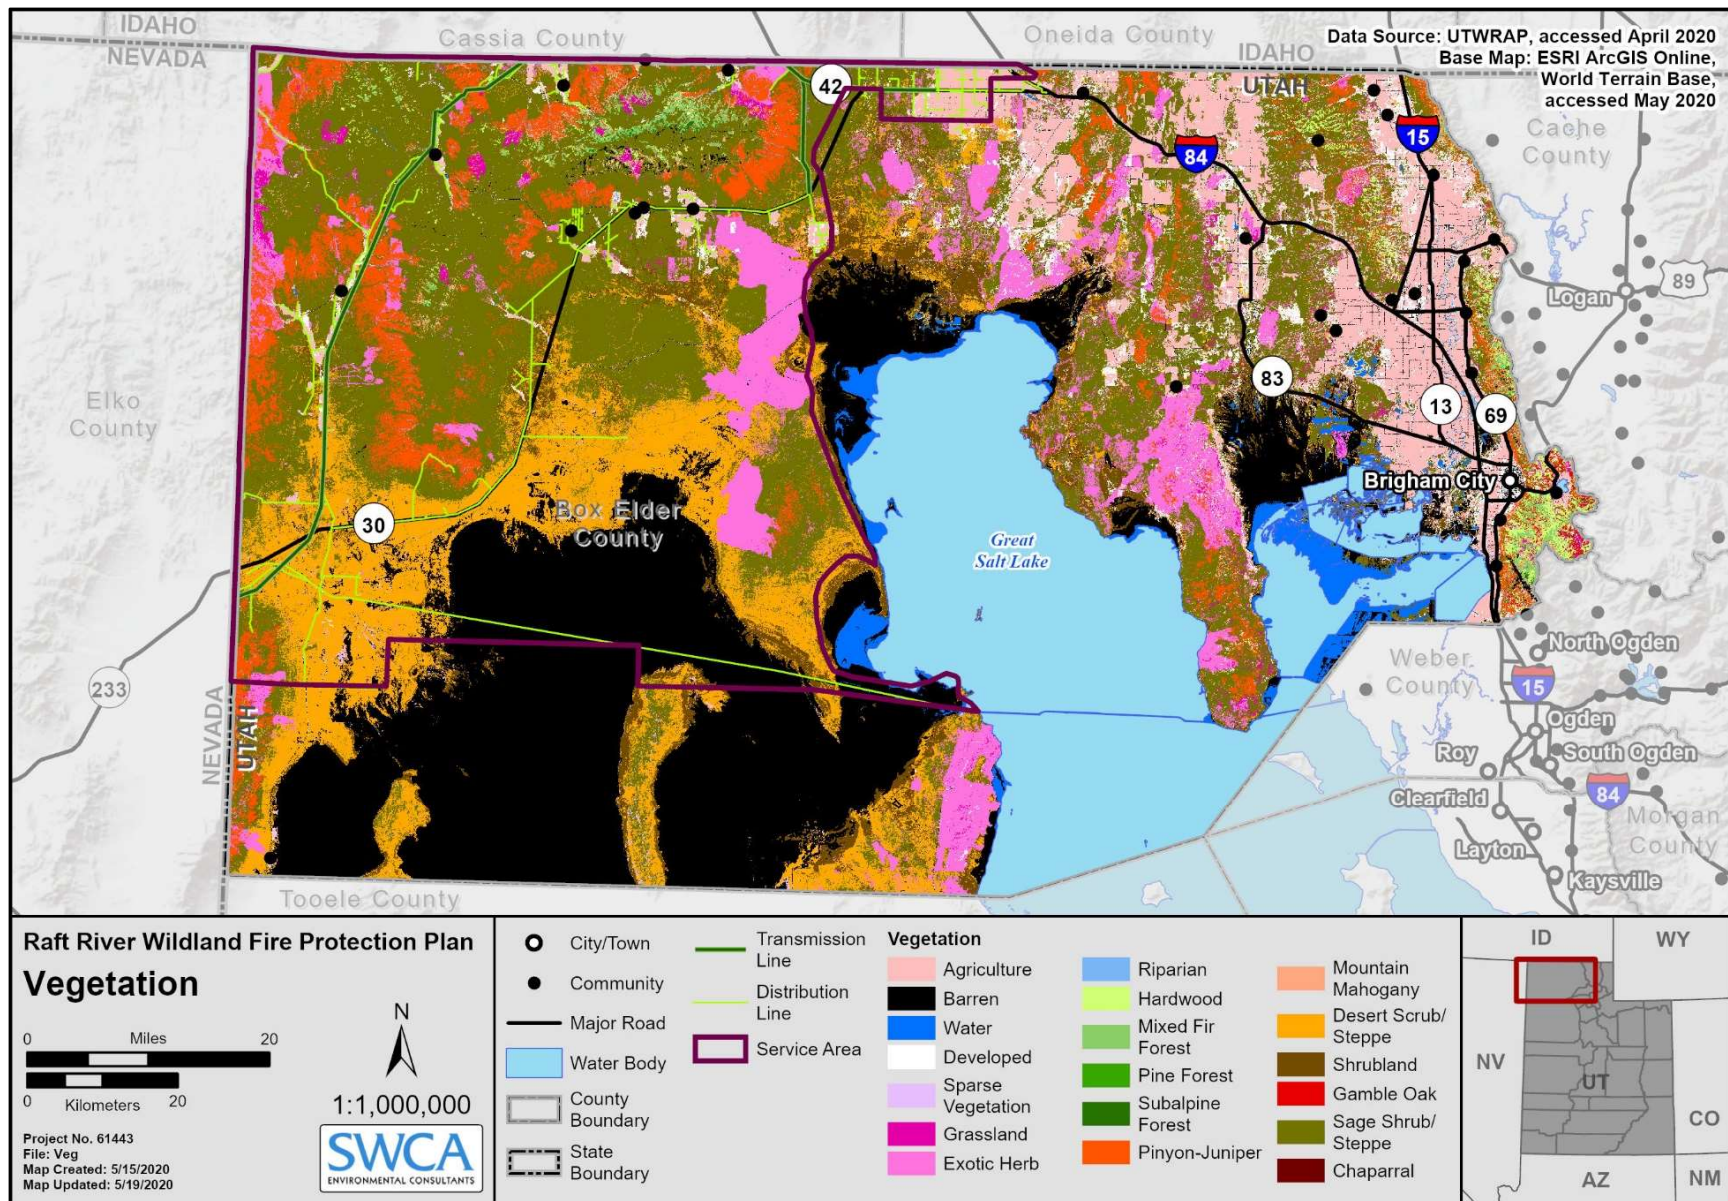 IDAHO
NEVADA
Cassia County
Oneida County
IDAHO
UTAH
Data Source: UTWRAP, accessed April 2020
Base Map: ESRI ArcGIS Online,
World Terrain Base,
accessed May 2020
42
84
15
Cache
County
Logan
89
Elko
County
83
13
69
Brigham City
30
Box Elder
County
Great
Salt Lake
233
NEVADA
UTAH
Weber
County
North Ogden
15
Ogden
Roy
South Ogden
Clearfield
84
Morgan
County
Layton
Kaysville
Tooele County
Raft River Wildland Fire Protection Plan
Vegetation
0 Miles 20
0 Kilometers 20
N
1:1,000,000
Project No. 61443
File: Veg
Map Created: 5/15/2020
Map Updated: 5/19/2020
SWCA
ENVIRONMENTAL CONSULTANTS
City/Town
Community
Major Road
Water Body
County
Boundary
State
Boundary
Transmission
Line
Distribution
Line
Service Area
Vegetation
Agriculture
Barren
Water
Developed
Sparse
Vegetation
Grassland
Exotic Herb
Riparian
Hardwood
Mixed Fir
Forest
Pine Forest
Subalpine
Forest
Pinyon-Juniper
Mountain
Mahogany
Desert Scrub/
Steppe
Shrubland
Gamble Oak
Sage Shrub/
Steppe
Chaparral
ID
WY
NV
UT
CO
AZ
NM